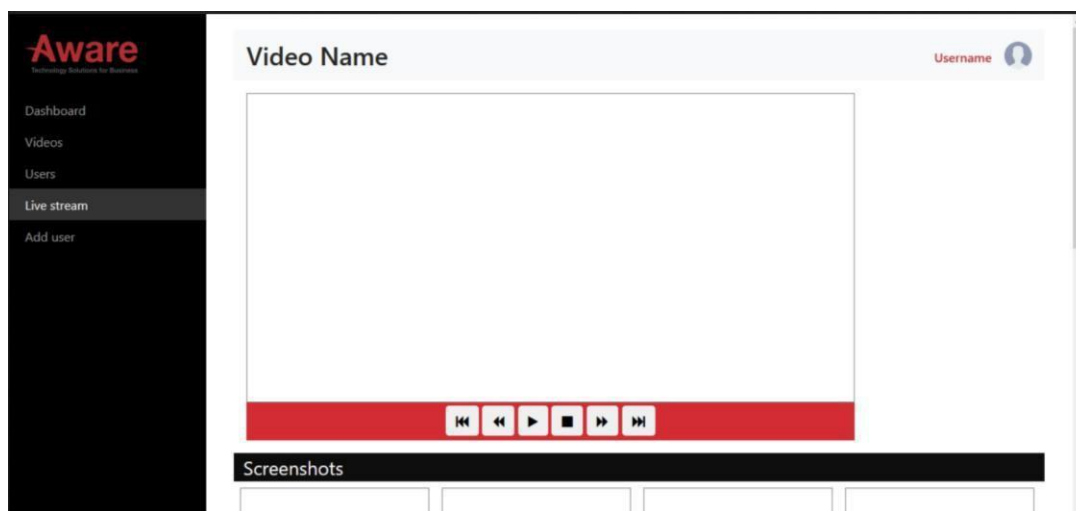 Aware
Technology Solutions for Business
Dashboard
Videos
Users
Live stream
Add user
Video Name
Username
Screenshots